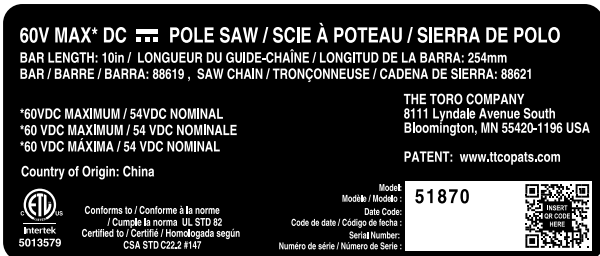 60V MAX* DC POLE SAW / SCIE À POTEAU / SIERRA DE POLO
BAR LENGTH: 10in / LONGUEUR DU GUIDE-CHAÎNE / LONGITUD DE LA BARRA: 254mm
BAR / BARRE / BARRA: 88619 , SAW CHAIN / TRONÇONNEUSE / CADENA DE SIERRA: 88621
*60VDC MAXIMUM / 54VDC NOMINAL
*60 VDC MAXIMUM / 54 VDC NOMINALE
*60 VDC MÁXIMA / 54 VDC NOMINAL
Country of Origin: China
THE TORO COMPANY
8111 Lyndale Avenue South
Bloomington, MN 55420-1196 USA
PATENT: www.ttcopats.com
C ETL US
Intertek
5013579
Conforms to / Conforme à la norme
/ Cumple la norma UL STD 82
Certified to / Certifié / Homologada según
CSA STD C22.2 #147
Model:
Modèle / Modelo : 51870
Date Code:
Code de date / Código de fecha :
Serial Number:
Numéro de série / Número de Serie :
INSERT
QR CODE
HERE